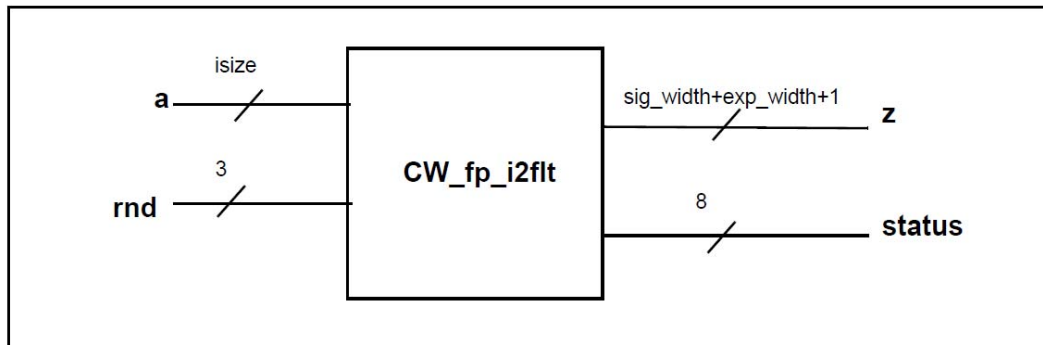 isize
a
3
rnd
CW_fp_i2flt
sig_width+exp_width+1
z
8
status